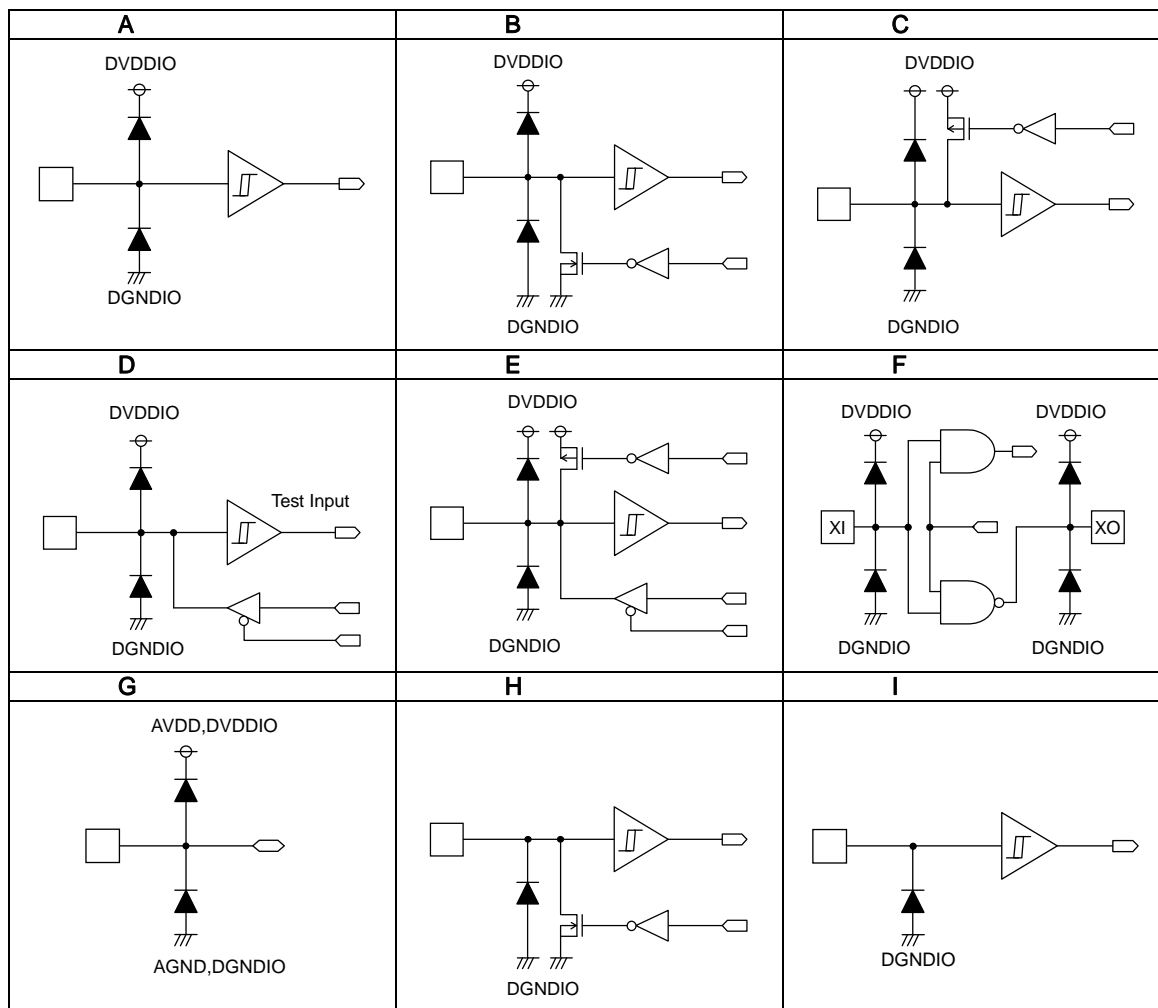 A
B
C
DVDDIO
DGNDIO
DVDDIO
DGNDIO
DVDDIO
DGNDIO
D
E
F
DVDDIO
Test Input
DGNDIO
DVDDIO
DGNDIO
DVDDIO
DVDDIO
XI
XO
DGNDIO
DGNDIO
G
H
I
AVDD,DVDDIO
AGND,DGNDIO
DGNDIO
DGNDIO